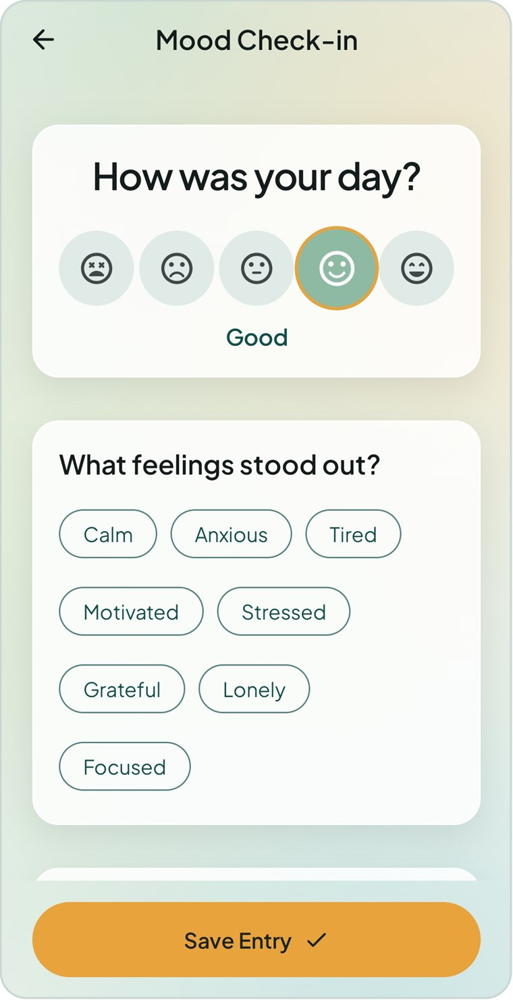 Mood Check-in
How was your day?
Good
What feelings stood out?
Calm Anxious Tired
Motivated Stressed
Grateful Lonely
Focused
Save Entry